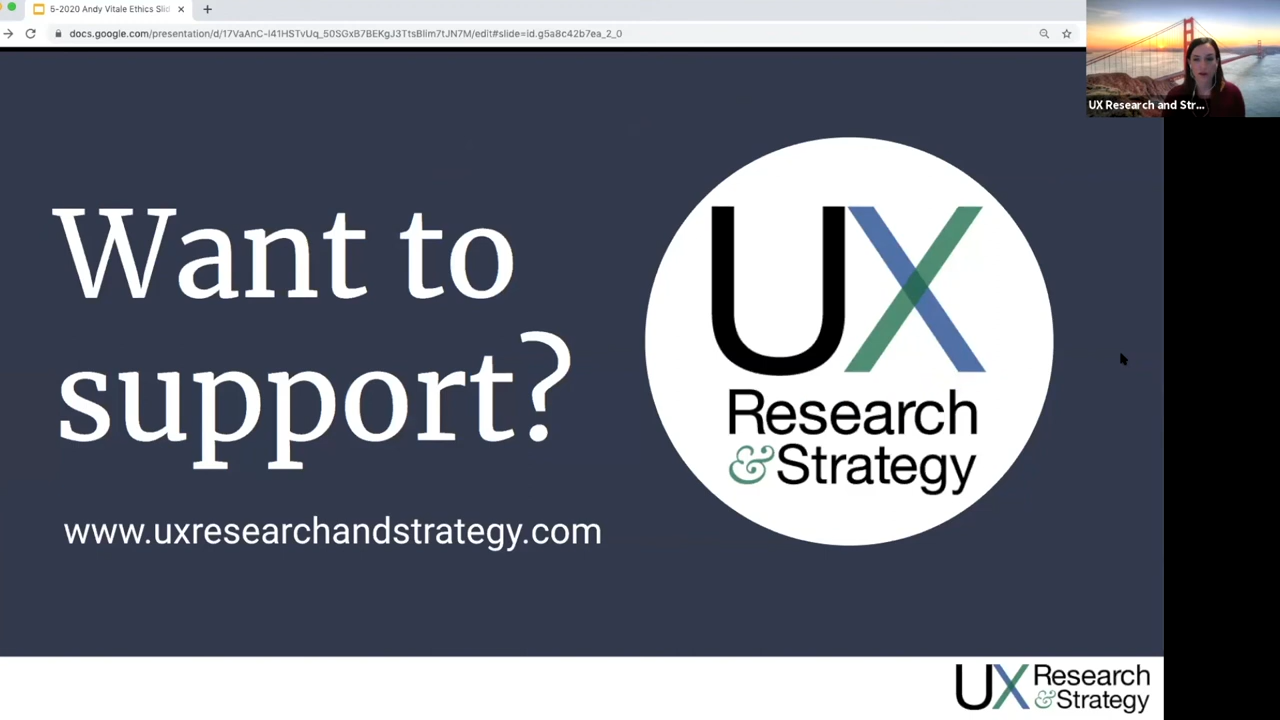 5-2020 Andy Vitale Ethics Slid
docs.google.com/presentation/d/17VaAnC-I41HSTvUq_50SGxB7BEKgJ3TtsBlim7tJN7M/edit#slide=id.g5a8c42b7ea_2_0
UX Research and Str...
Want to
support?
www.uxresearchandstrategy.com
UX
Research
&Strategy
UX Research
&Strategy